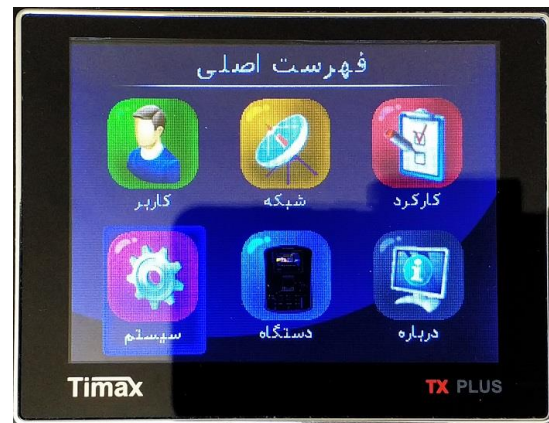 فهرست اصلی
کارکرد شبکه کاربر
درباره دستگاه سیستم
Timax TX PLUS